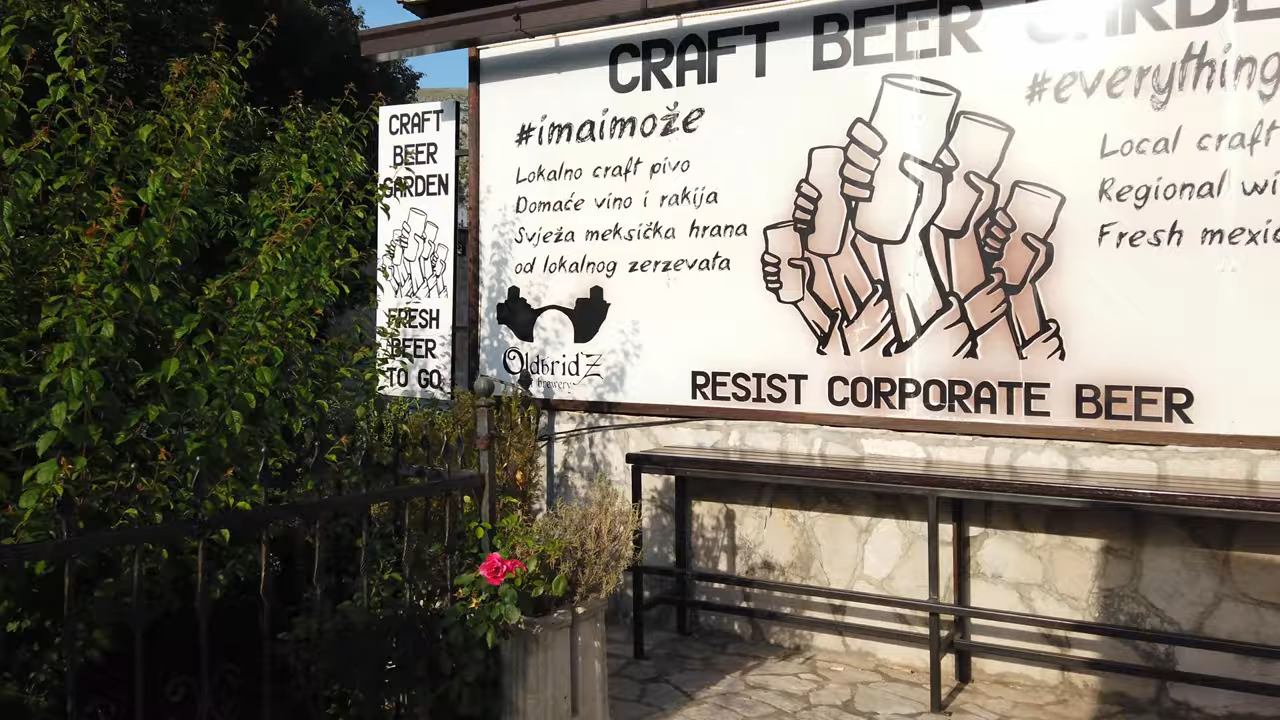 CRAFT
BEER
GARDEN
FRESH
BEER
TO GO
CRAFT BEER
#imaimože
Lokalno craft pivo
Domaće vino i rakija
Svježa meksička hrana
od lokalnog zerzevata
Oldbridž
brewery
#everything
Local craft
Regional wi
Fresh mexic
RESIST CORPORATE BEER